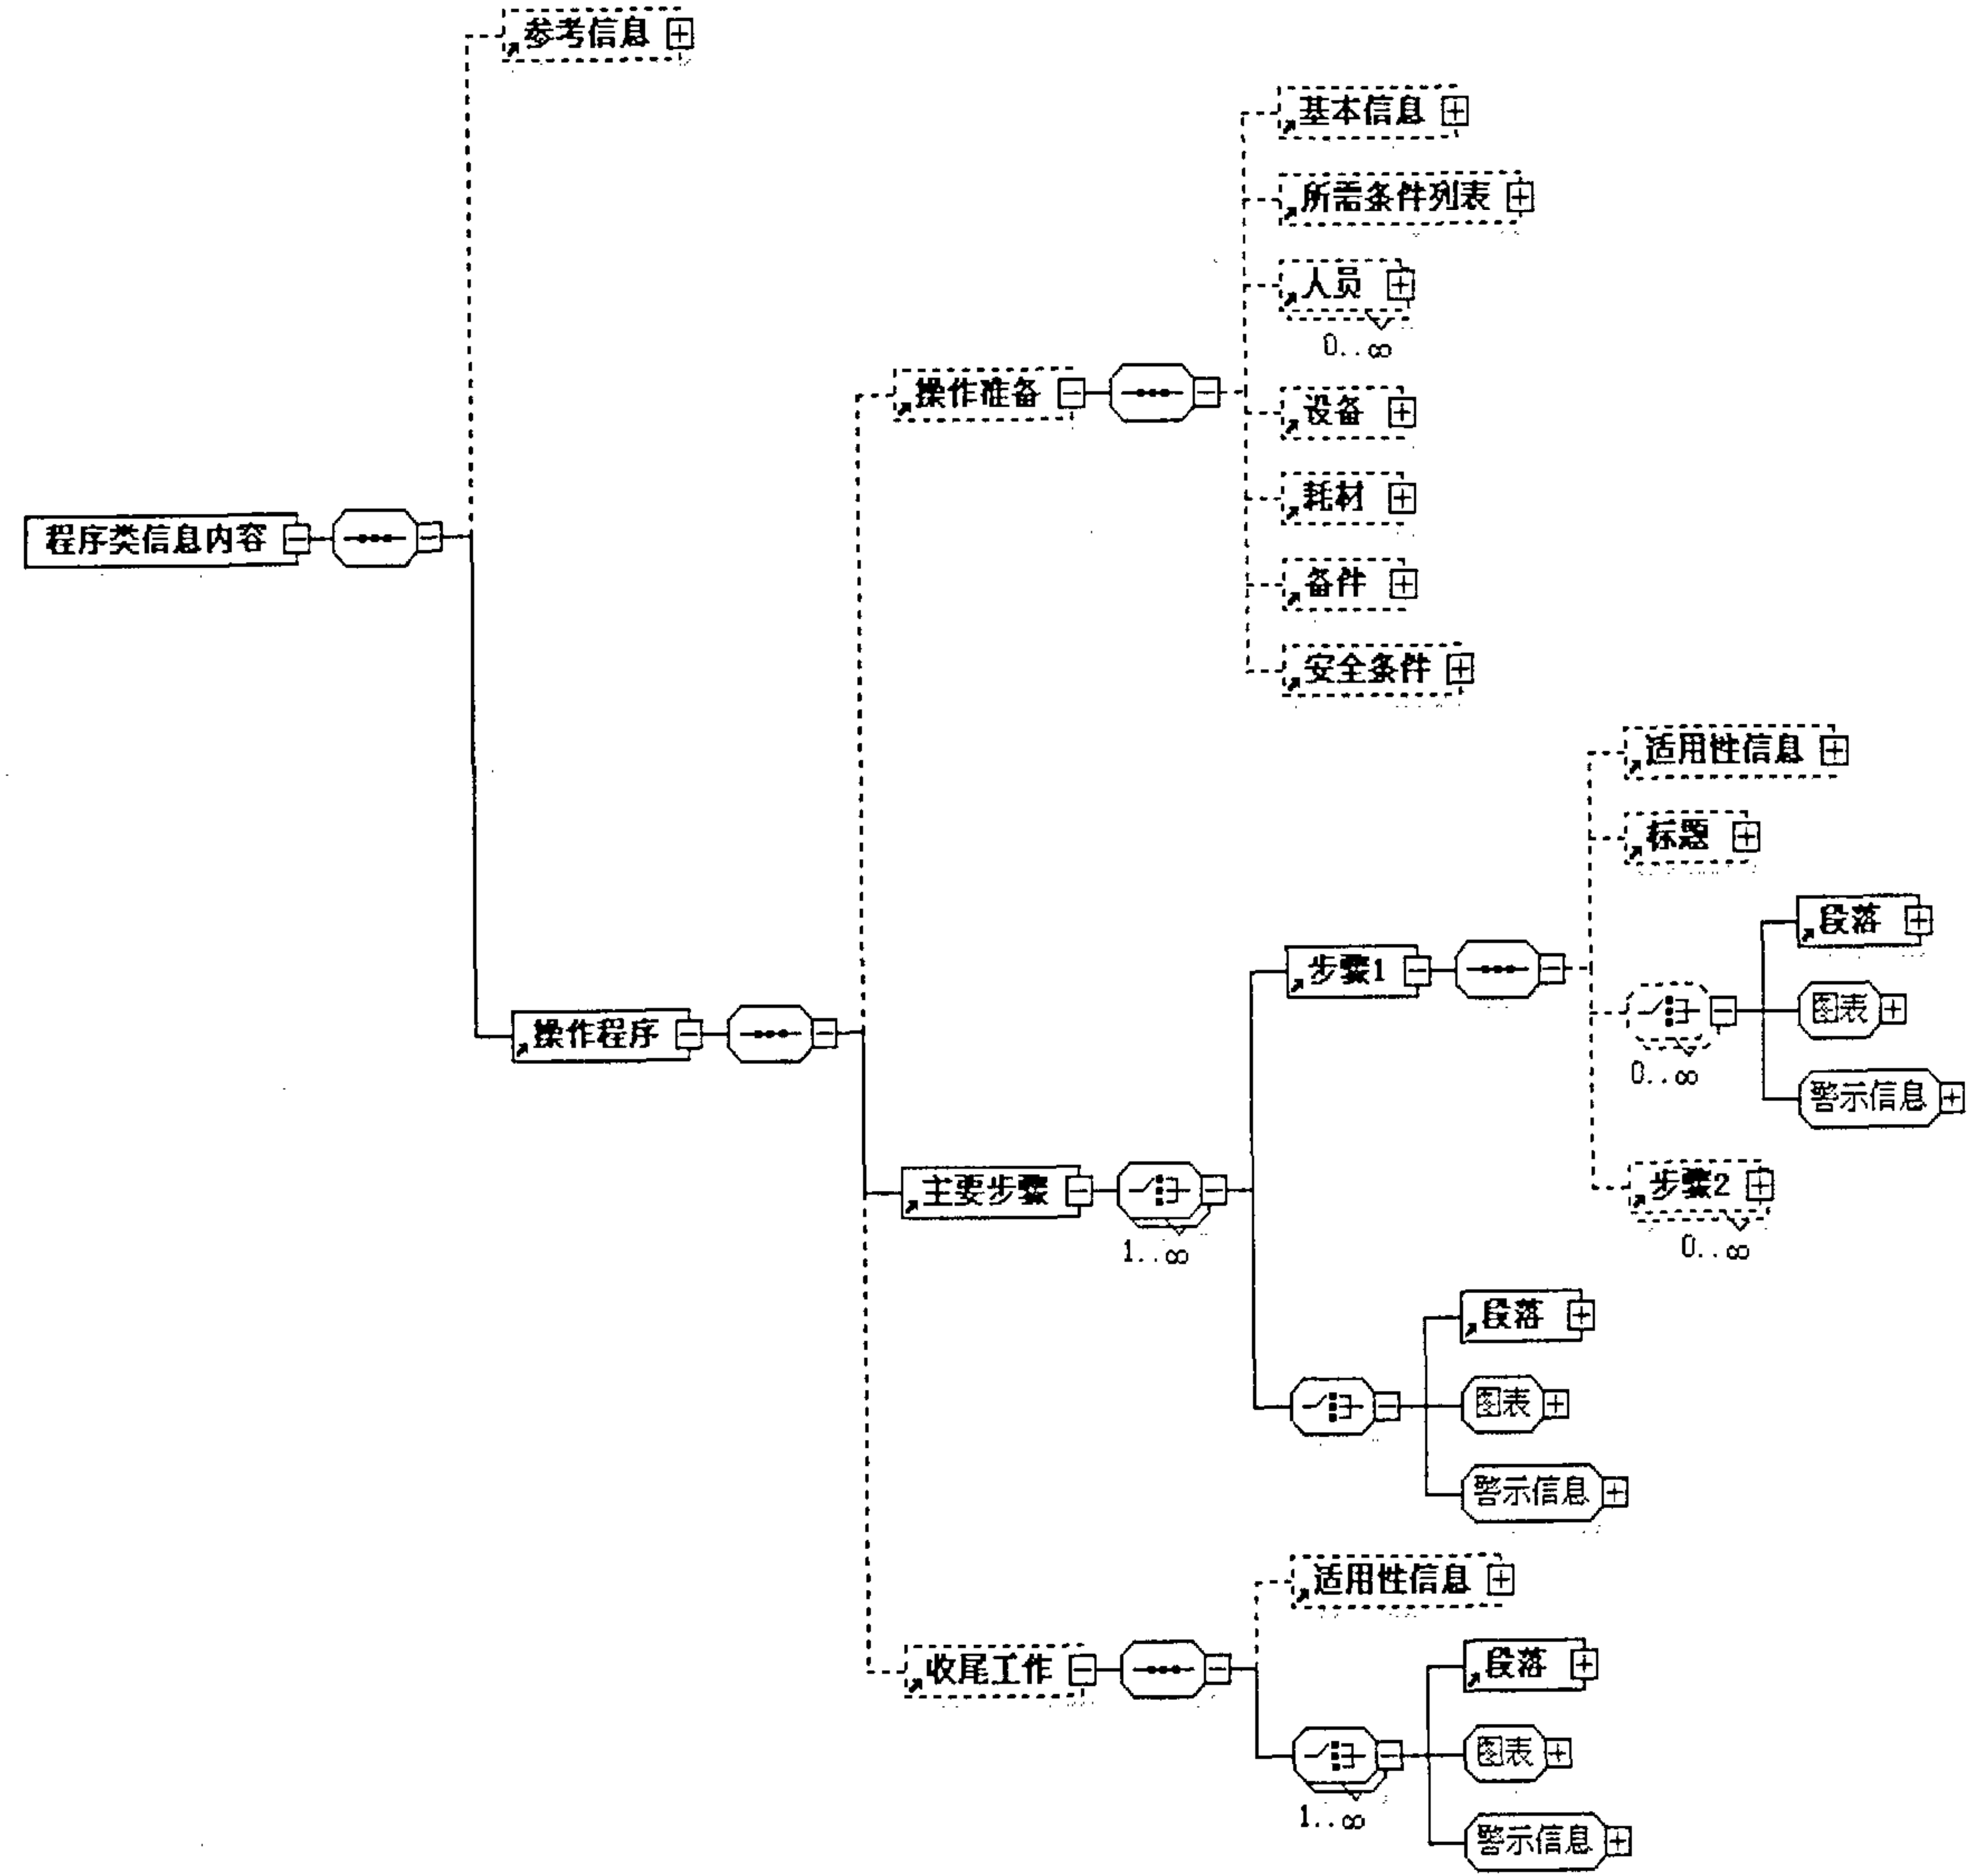 参考信息
基本信息
所需条件列表
人员
0..∞
操作准备
设备
耗材
程序类信息内容
备件
安全条件
适用性信息
标题
段落
步骤1
图表
操作程序
0..∞
警示信息
主要步骤
步骤2
1..∞
0..∞
段落
图表
警示信息
适用性信息
收尾工作
段落
图表
1..∞
警示信息